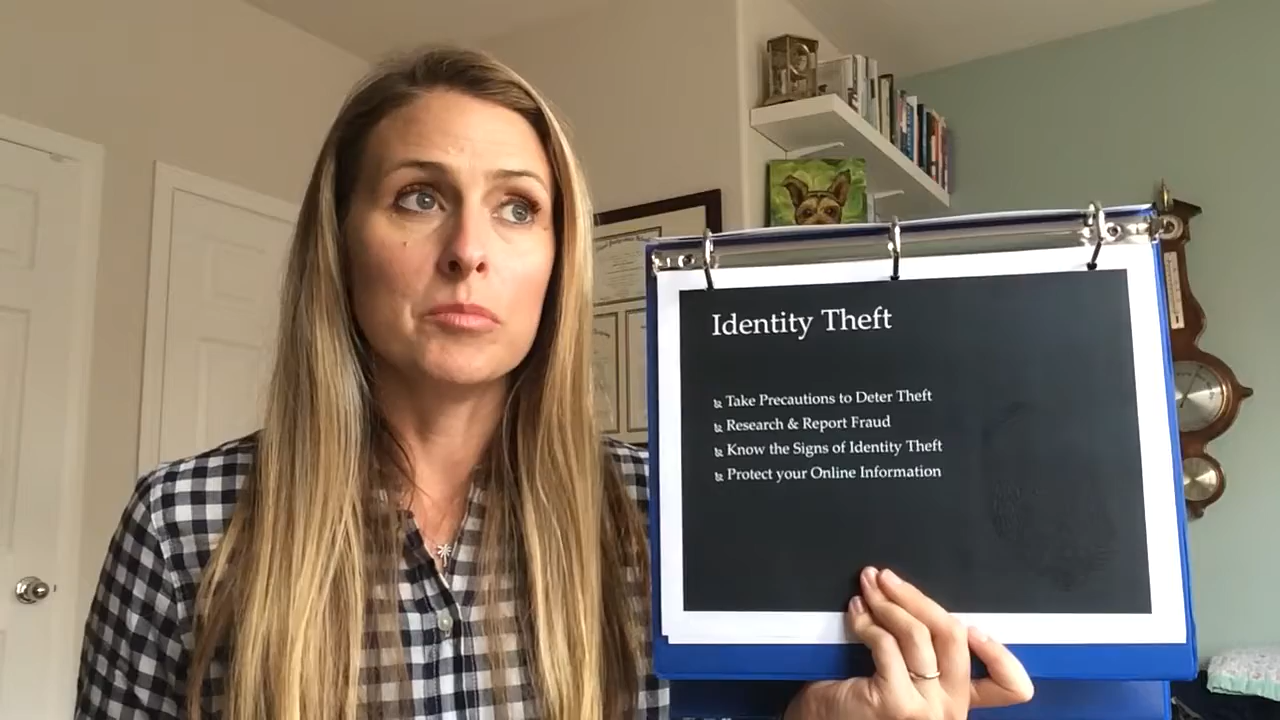 Identity Theft
Take Precautions to Deter Theft
Research & Report Fraud
Know the Signs of Identity Theft
Protect your Online Information